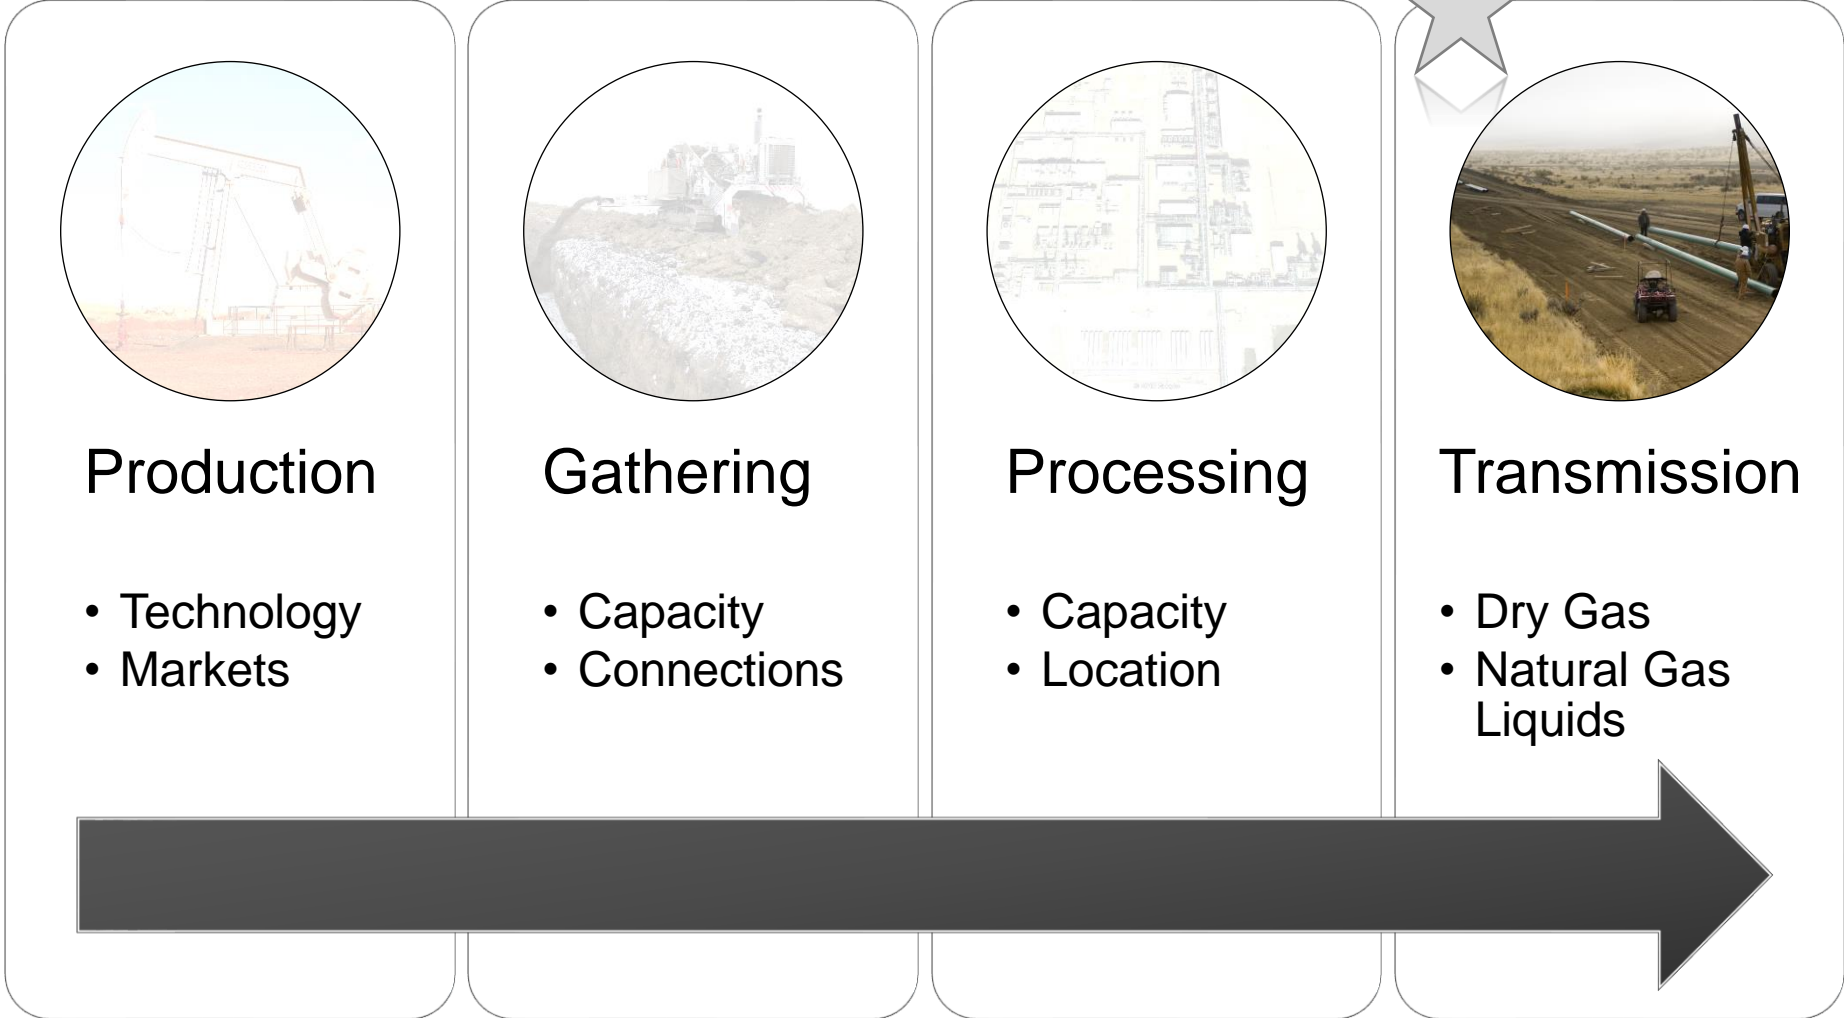 Production
• Technology
• Markets
Gathering
• Capacity
• Connections
Processing
• Capacity
• Location
Transmission
• Dry Gas
• Natural Gas
Liquids